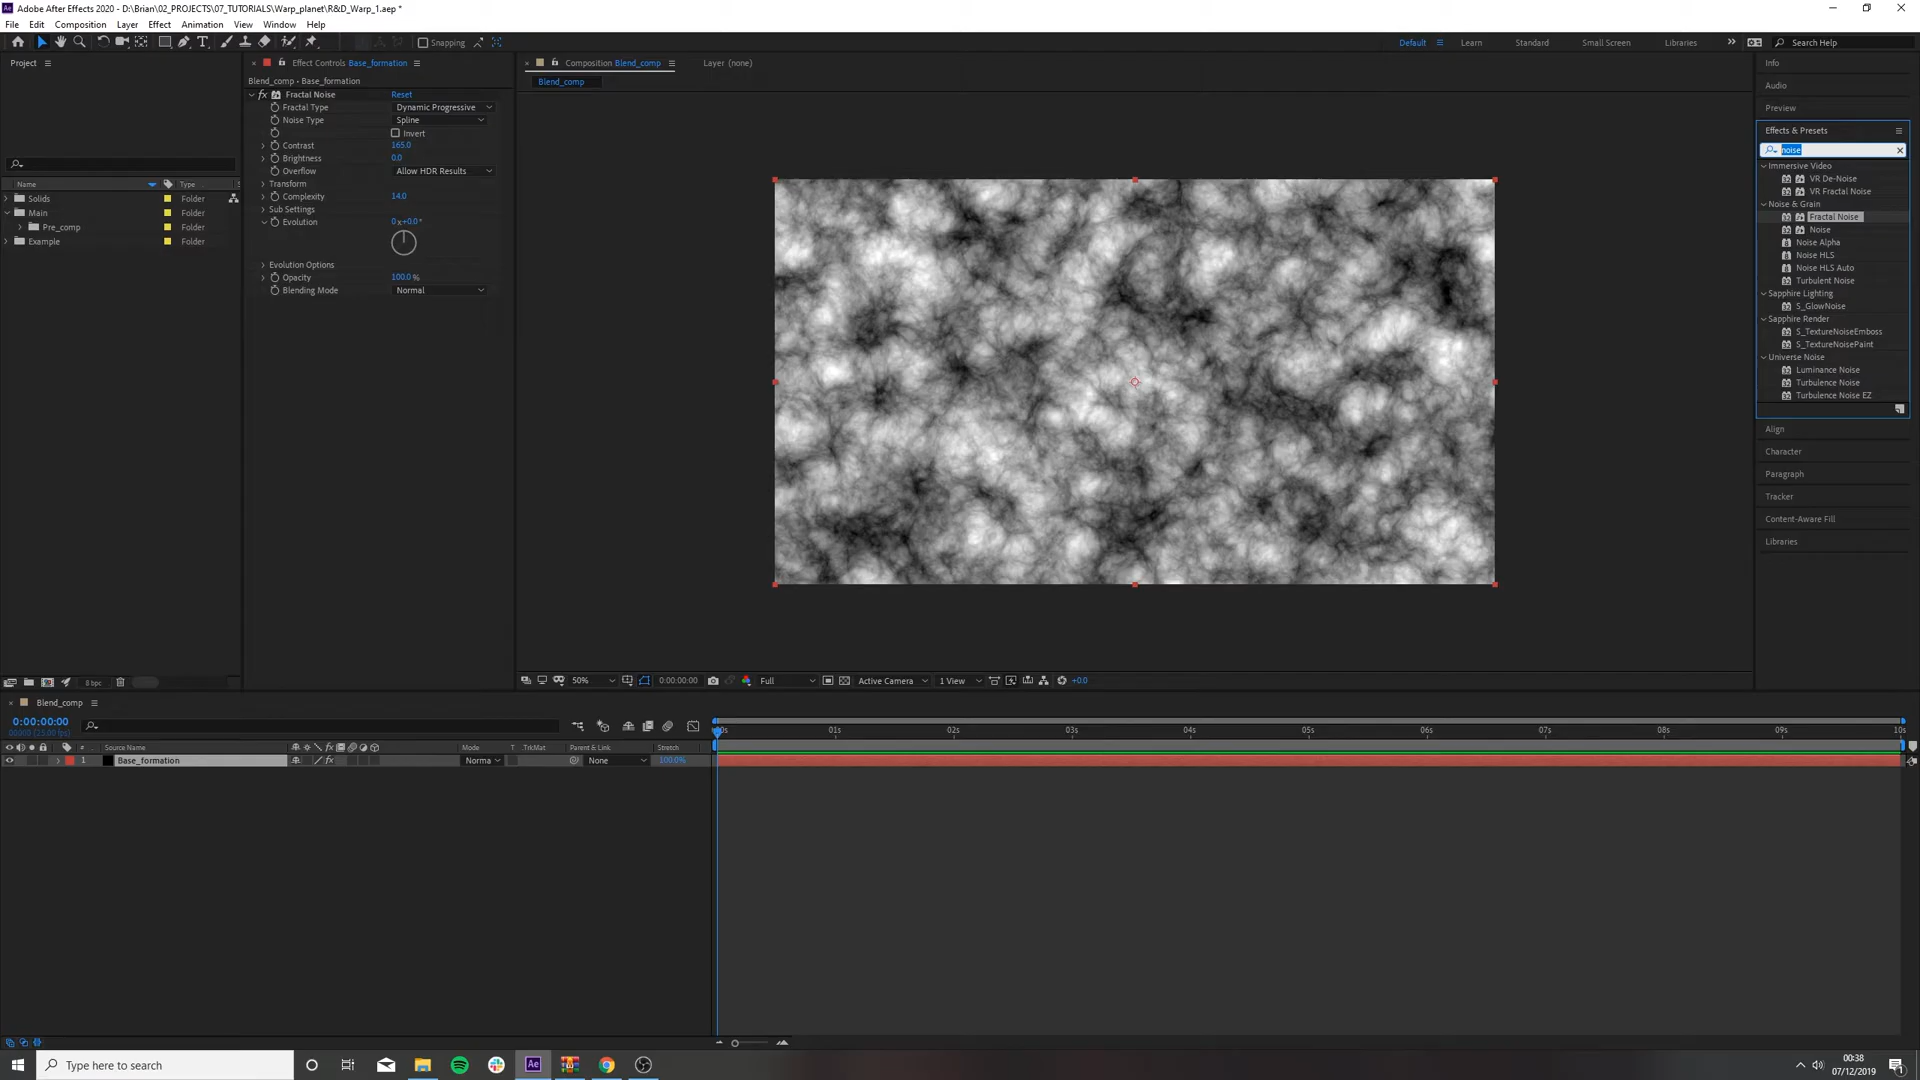 Adobe After Effects 2020 - D:\Brian\02_PROJECTS\07_TUTORIALS\Warp_planet\R&D_Warp_1.aep *
File Edit Composition Layer Effect Animation View Window Help
Snapping
Default Learn Standard Small Screen Libraries Search Help
Project
Name Type
Solids Folder
Main Folder
Pre_comp Folder
Example Folder
8 bpc
Effect Controls Base_formation
Blend_comp • Base_formation
fx Fractal Noise Reset
Fractal Type Dynamic Progressive
Noise Type Spline
Invert
Contrast 165.0
Brightness 0.0
Overflow Allow HDR Results
Transform
Complexity 14.0
Sub Settings
Evolution 0x+0.0°
Evolution Options
Opacity 100.0 %
Blending Mode Normal
Composition Blend_comp Layer (none)
Blend_comp
50% 0:00:00:00 Full Active Camera 1 View +0.0
Info
Audio
Preview
Effects & Presets
noise
Immersive Video
VR De-Noise
VR Fractal Noise
Noise & Grain
Fractal Noise
Noise
Noise Alpha
Noise HLS
Noise HLS Auto
Turbulent Noise
Sapphire Lighting
S_GlowNoise
Sapphire Render
S_TextureNoiseEmboss
S_TextureNoisePaint
Universe Noise
Luminance Noise
Turbulence Noise
Turbulence Noise EZ
Align
Character
Paragraph
Tracker
Content-Aware Fill
Libraries
Blend_comp
0:00:00:00
00000 (25.00 fps)
# Source Name Mode T .TrkMat Parent & Link Stretch
1 Base_formation Norma None 100.0%
01s 02s 03s 04s 05s 06s 07s 08s 09s 10s
Type here to search
Ae
00:38
07/12/2019